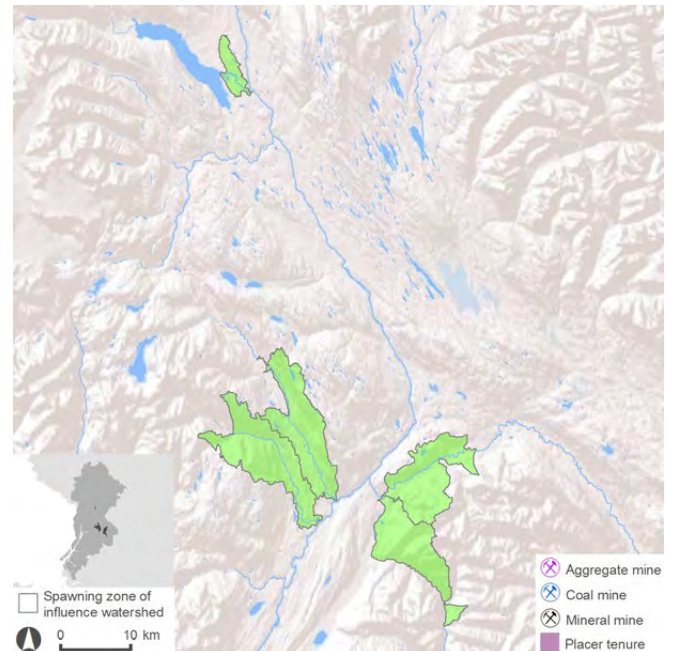 Spawning zone of
influence watershed
0 10 km
Aggregate mine
Coal mine
Mineral mine
Placer tenure